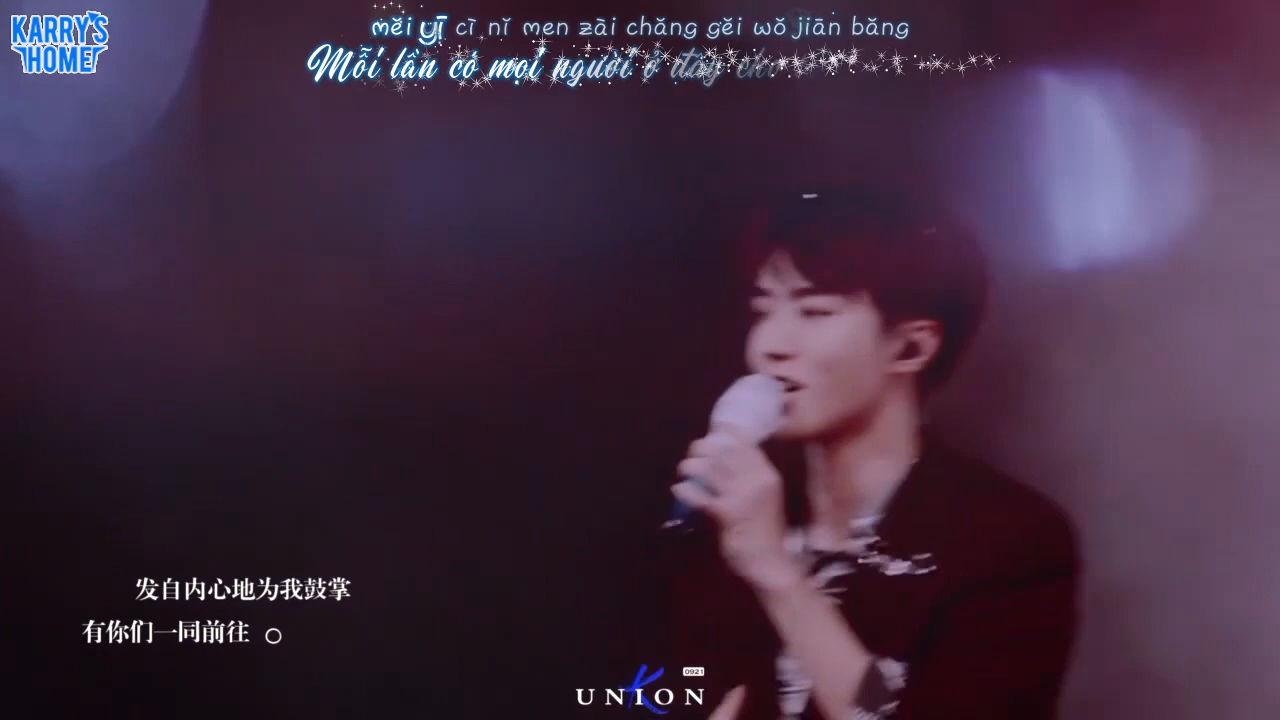 KARRY'S
HOME
měi yī cì nǐ men zài chǎng gěi wǒ jiān bǎng
Mỗi lần có mọi người ở đây
发自内心地为我鼓掌
有你们一同前往
0921
K
UNION